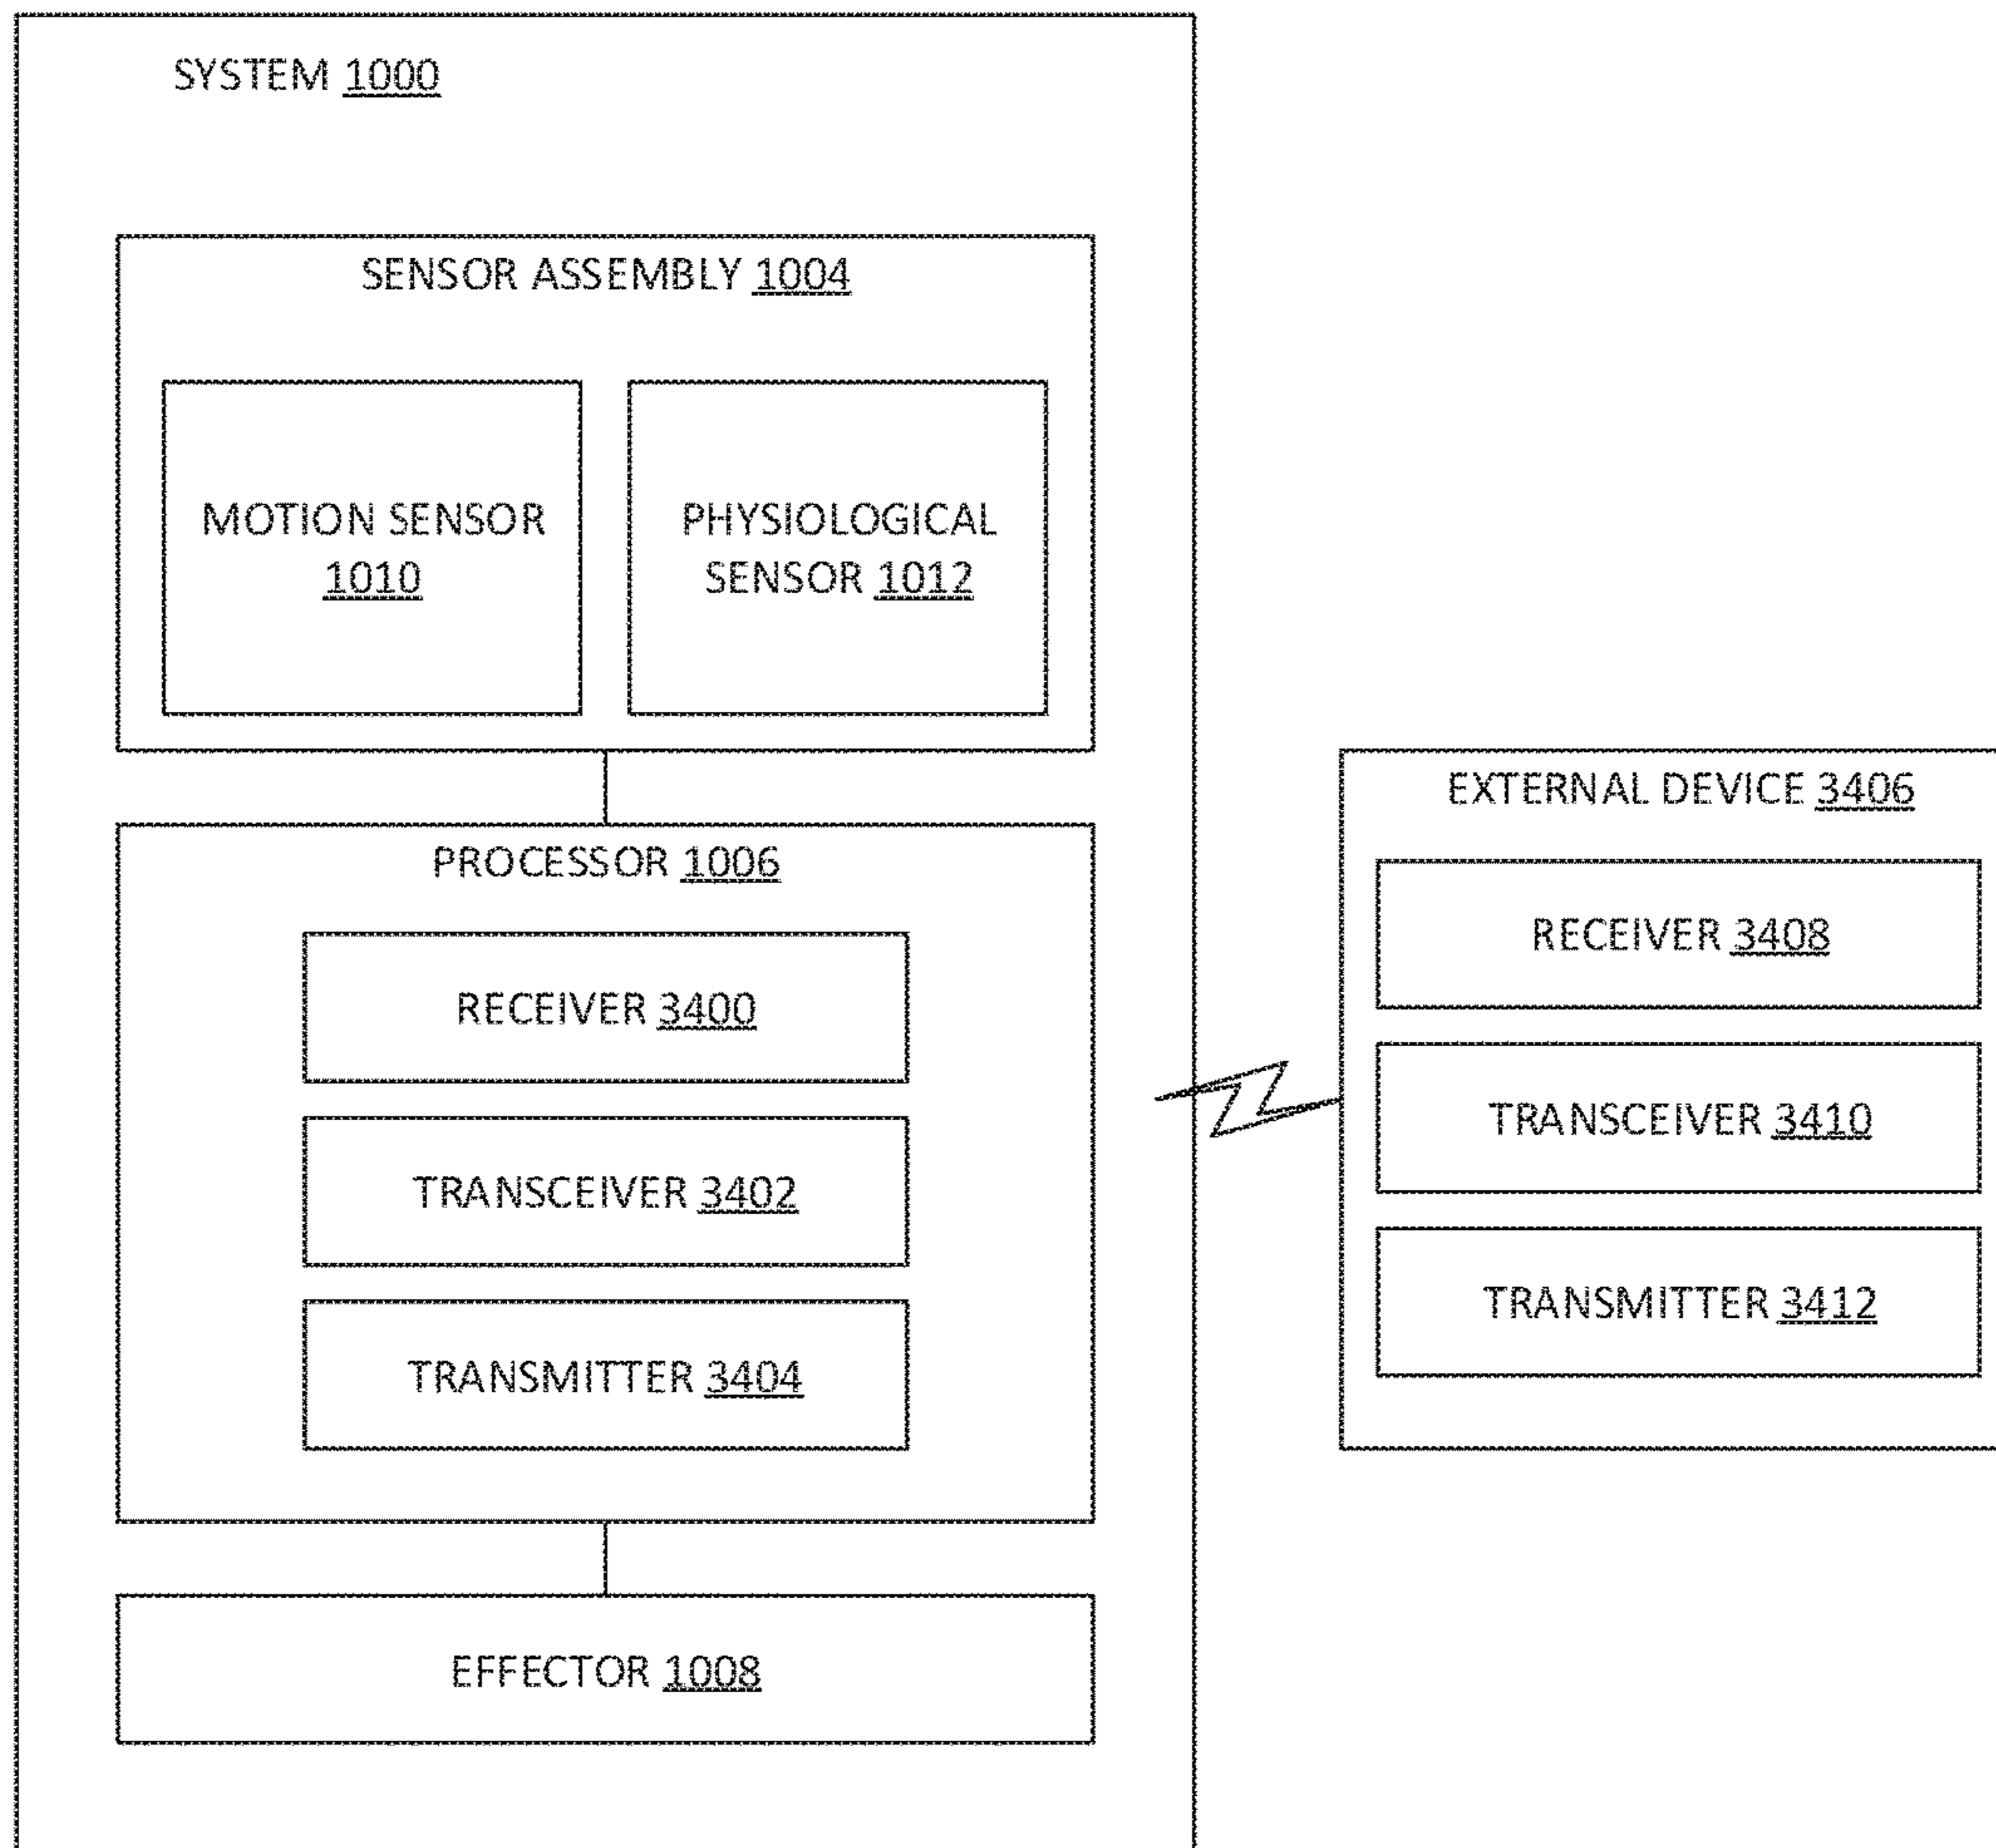 SYSTEM 1000
SENSOR ASSEMBLY 1004
MOTION SENSOR
1010
PHYSIOLOGICAL
SENSOR 1012
PROCESSOR 1006
RECEIVER 3400
TRANSCEIVER 3402
TRANSMITTER 3404
EFFECTOR 1008
EXTERNAL DEVICE 3406
RECEIVER 3408
TRANSCEIVER 3410
TRANSMITTER 3412